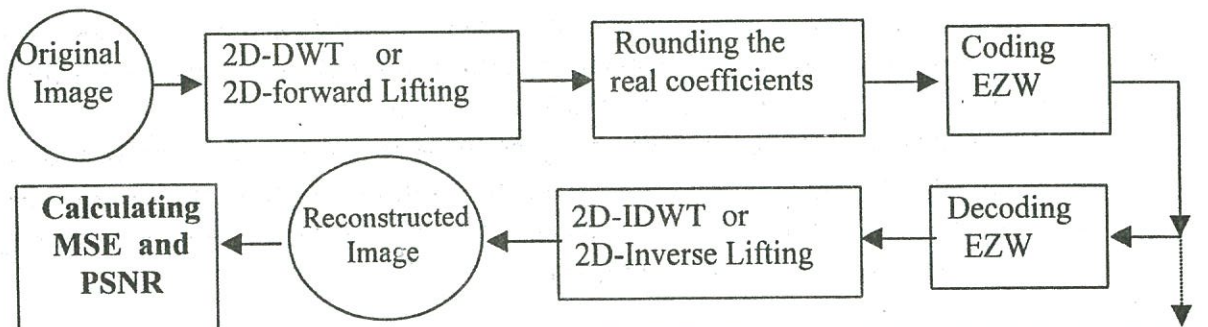 Original
Image
2D-DWT or
2D-forward Lifting
Rounding the
real coefficients
Coding
EZW
Calculating
MSE and
PSNR
Reconstructed
Image
2D-IDWT or
2D-Inverse Lifting
Decoding
EZW